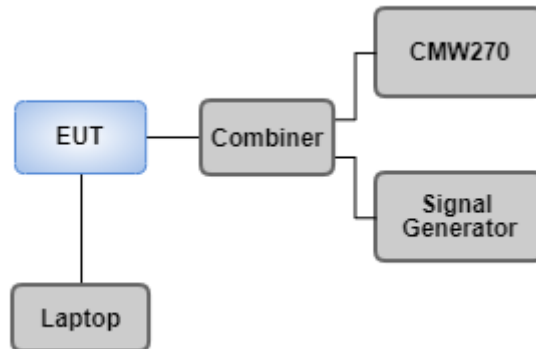 CMW270
EUT
Combiner
Signal
Generator
Laptop